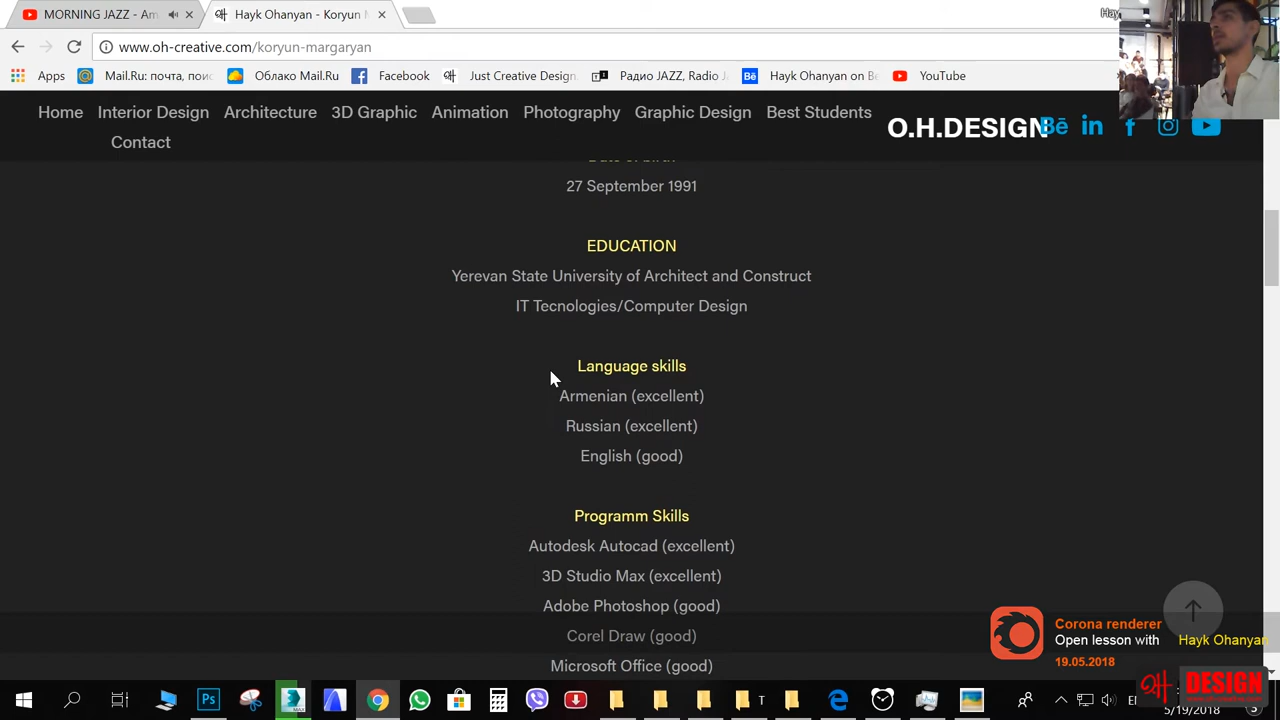 MORNING JAZZ - Am
Hayk Ohanyan - Koryun M
Hay
www.oh-creative.com/koryun-margaryan
Apps
Mail.Ru: почта, поис
Облако Mail.Ru
Facebook
Just Creative Design
Радио JAZZ, Radio J
Hayk Ohanyan on Be
YouTube
Home Interior Design Architecture 3D Graphic Animation Photography Graphic Design Best Students
Contact
O.H.DESIGN
Date of birth
27 September 1991
EDUCATION
Yerevan State University of Architect and Construct
IT Tecnologies/Computer Design
Language skills
Armenian (excellent)
Russian (excellent)
English (good)
Programm Skills
Autodesk Autocad (excellent)
3D Studio Max (excellent)
Adobe Photoshop (good)
Corel Draw (good)
Microsoft Office (good)
Corona renderer
Open lesson with Hayk Ohanyan
19.05.2018
DESIGN
5/19/2018